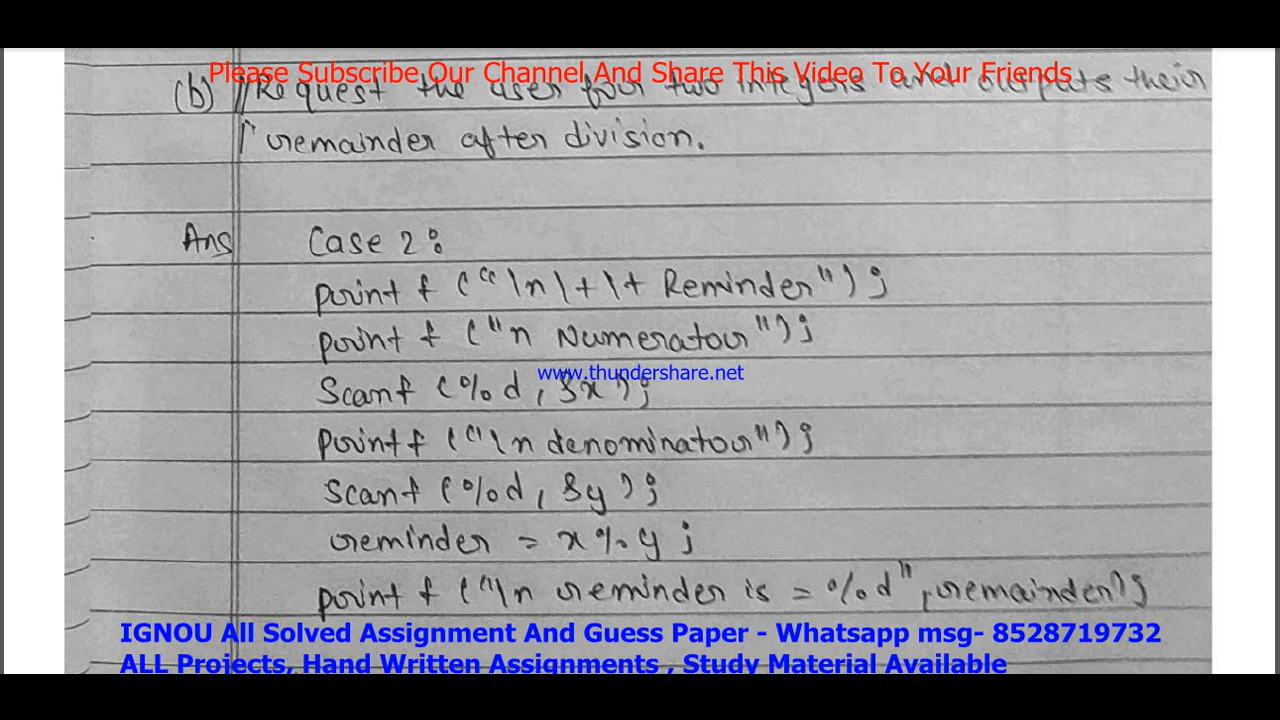 Please Subscribe Our Channel And Share This Video To Your Friends
(b) Request the user for two integers and outputs their
remainder after division.
Ans Case 2:
printf ("\n\t\t Reminder");
printf ("n Numerator");
Scanf (%d, &x);
www.thundershare.net
printf ("\n denominator");
Scanf (%d, &y);
reminder = x%y;
printf ("\n reminder is = %d", remainder);
IGNOU All Solved Assignment And Guess Paper - Whatsapp msg- 8528719732
ALL Projects, Hand Written Assignments , Study Material Available